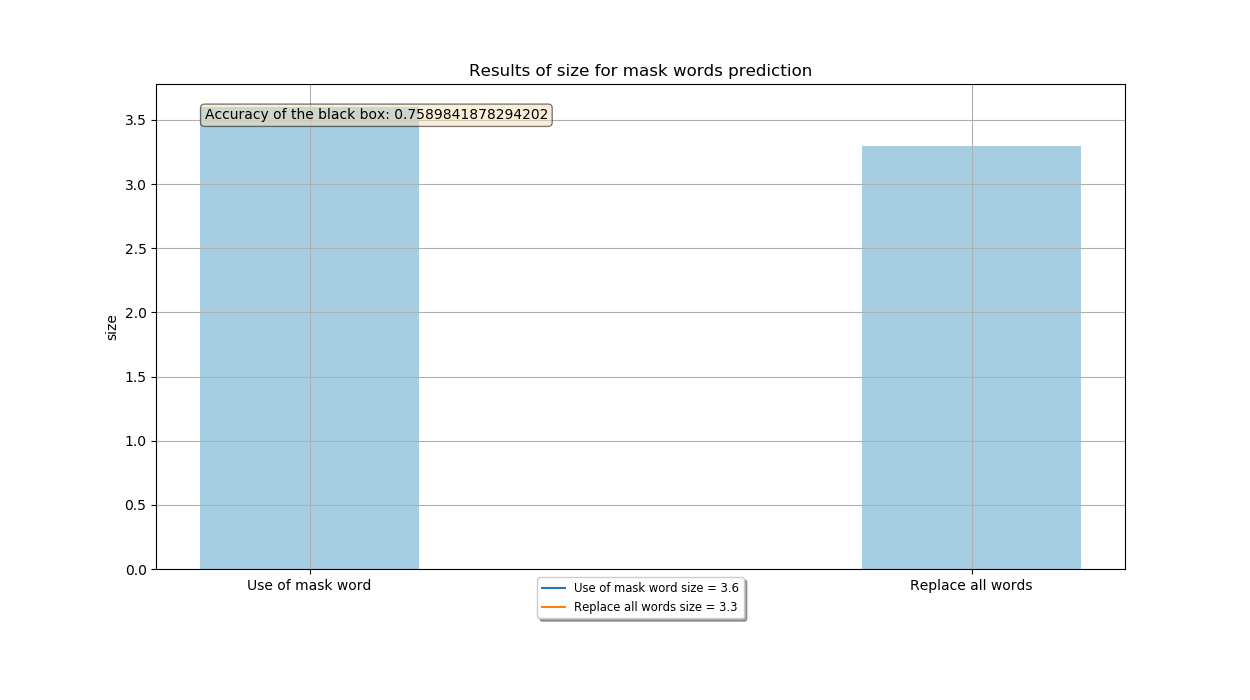 Results of size for mask words prediction
Accuracy of the black box: 0.7589841878294202
3.5
3.0
2.5
2.0
1.5
1.0
0.5
0.0
size
Use of mask word
Replace all words
Use of mask word size = 3.6
Replace all words size = 3.3